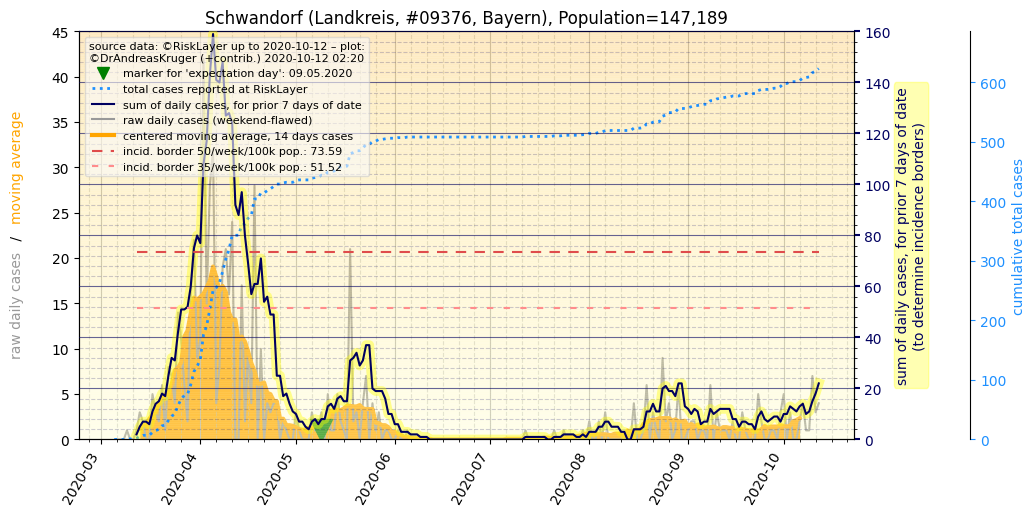 Schwandorf (Landkreis, #09376, Bayern), Population=147,189
source data: ©RiskLayer up to 2020-10-12 – plot:
©DrAndreasKruger (+contrib.) 2020-10-12 02:20
marker for 'expectation day': 09.05.2020
total cases reported at RiskLayer
sum of daily cases, for prior 7 days of date
raw daily cases (weekend-flawed)
centered moving average, 14 days cases
incid. border 50/week/100k pop.: 73.59
incid. border 35/week/100k pop.: 51.52
raw daily cases / moving average
45
40
35
30
25
20
15
10
5
0
2020-03
2020-04
2020-05
2020-06
2020-07
2020-08
2020-09
2020-10
160
140
120
100
80
60
40
20
0
sum of daily cases, for prior 7 days of date
(to determine incidence borders)
600
500
400
300
200
100
0
cumulative total cases